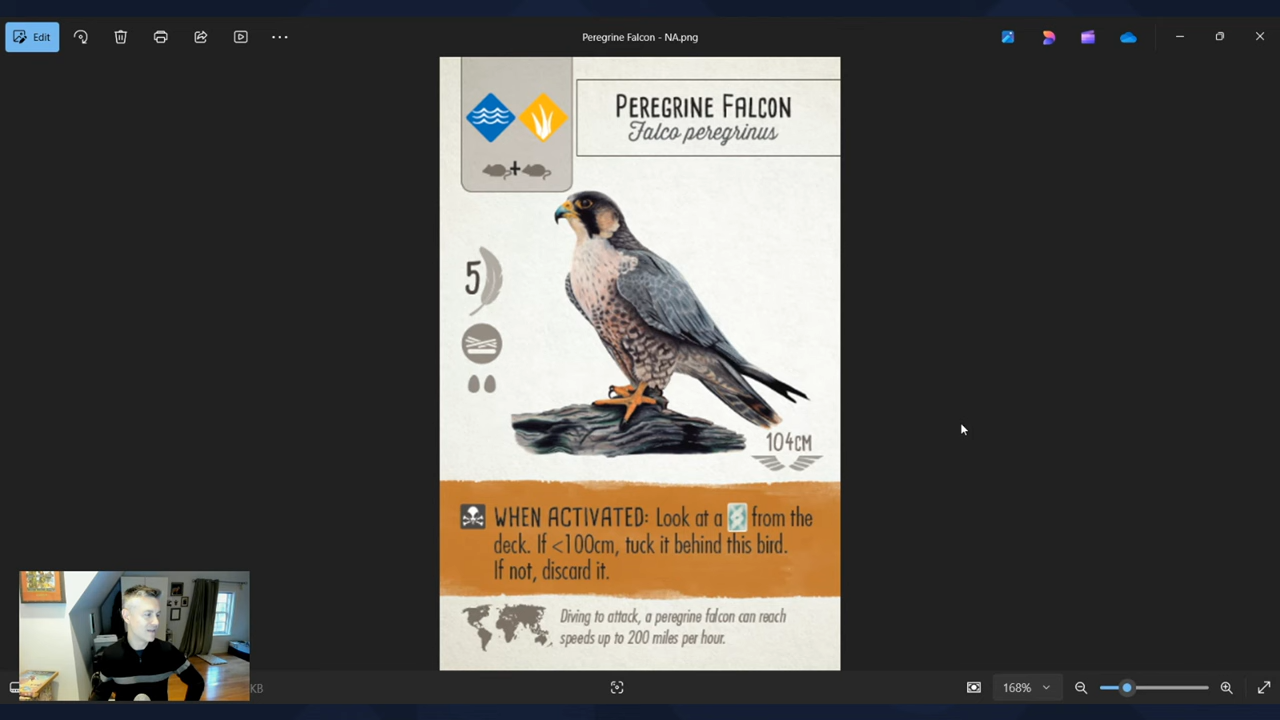 Edit
Peregrine Falcon - NA.png
PEREGRINE FALCON
Falco peregrinus
+
5
104CM
WHEN ACTIVATED: Look at a from the
deck. If <100cm, tuck it behind this bird.
If not, discard it.
Diving to attack, a peregrine falcon can reach
speeds up to 200 miles per hour.
KB
168%